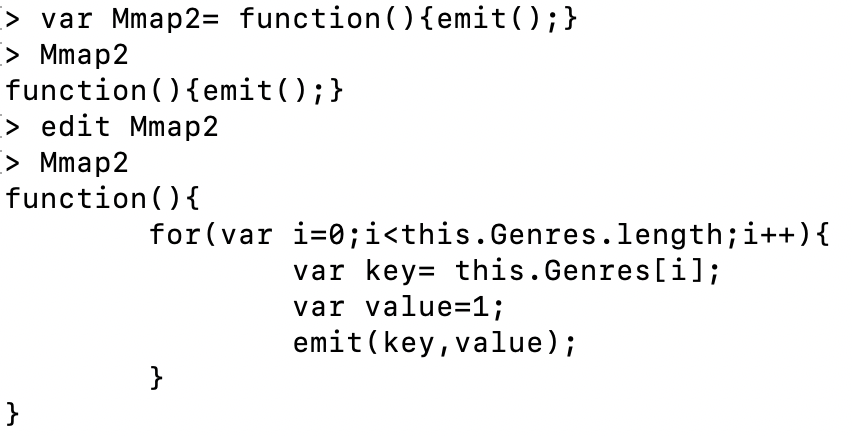 > var Mmap2= function(){emit();}
> Mmap2
function(){emit();}
> edit Mmap2
> Mmap2
function(){
        for(var i=0;i<this.Genres.length;i++){
                var key= this.Genres[i];
                var value=1;
                emit(key,value);
        }
}